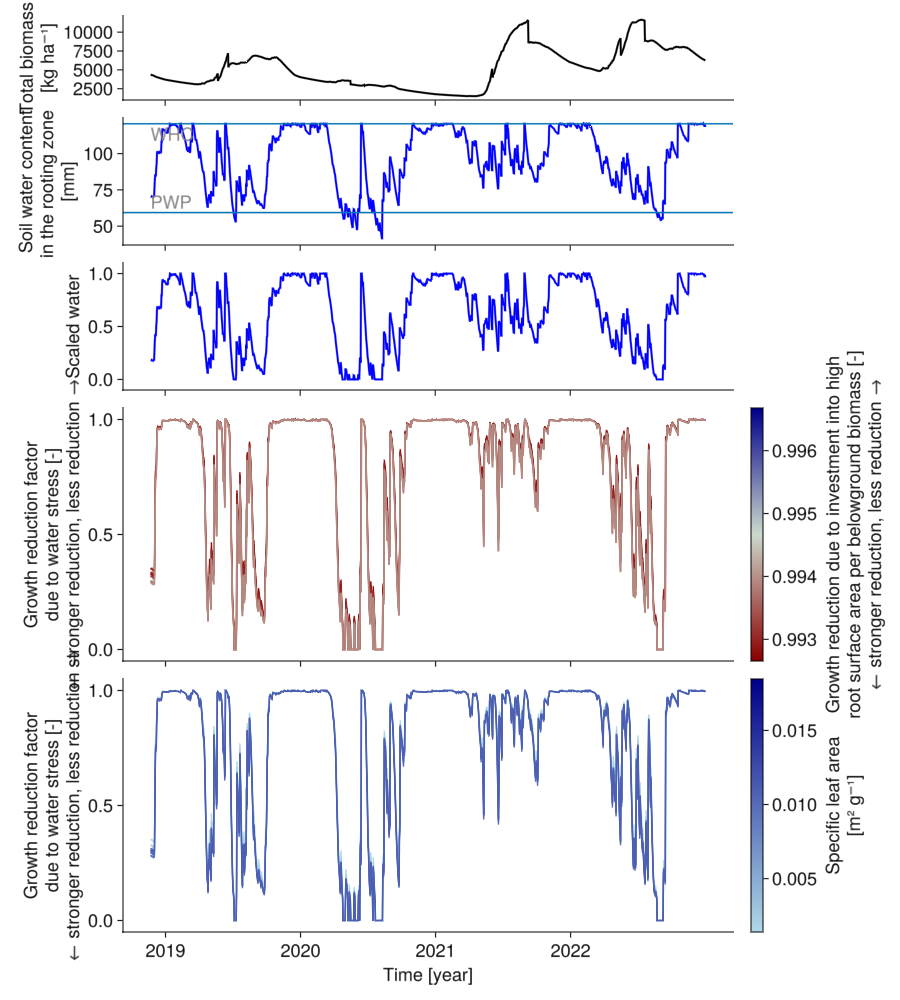 Total biomass
[kg ha⁻¹]
10000
7500
5000
2500
Soil water content
in the rooting zone
[mm]
WHC
PWP
100
75
50
→Scaled water
1.0
0.5
0.0
Growth reduction factor
due to water stress [-]
stronger reduction, less reduction →
1.0
0.5
0.0
0.996
0.995
0.994
0.993
Growth reduction due to investment into high
root surface area per belowground biomass [-]
← stronger reduction, less reduction →
Growth reduction factor
due to water stress [-]
← stronger reduction, less reduction →
1.0
0.5
0.0
0.015
0.010
0.005
Specific leaf area
[m² g⁻¹]
2019
2020
2021
2022
Time [year]